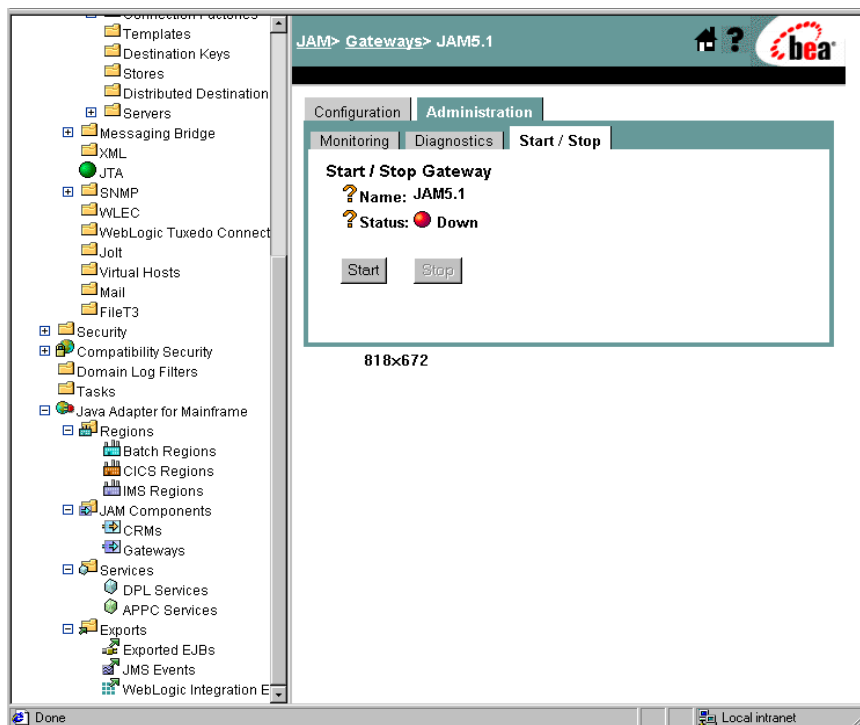 Connection Factories
Templates
Destination Keys
Stores
Distributed Destination
Servers
Messaging Bridge
XML
JTA
SNMP
WLEC
WebLogic Tuxedo Connect
Jolt
Virtual Hosts
Mail
FileT3
Security
Compatibility Security
Domain Log Filters
Tasks
Java Adapter for Mainframe
Regions
Batch Regions
CICS Regions
IMS Regions
JAM Components
CRMs
Gateways
Services
DPL Services
APPC Services
Exports
Exported EJBs
JMS Events
WebLogic Integration E
JAM> Gateways> JAM5.1
?
bea
Configuration Administration
Monitoring Diagnostics Start / Stop
Start / Stop Gateway
? Name: JAM5.1
? Status: Down
Start Stop
818x672
Done Local intranet